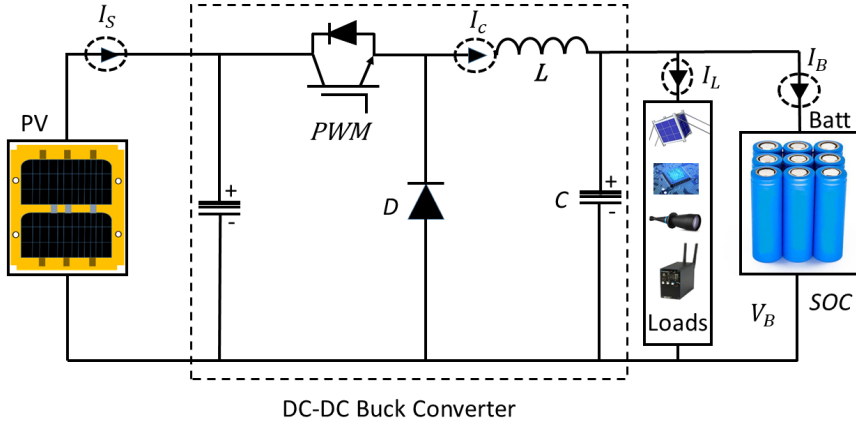 I_S
I_c
I_B
I_L
L
PV
PWM
Batt
+
-
D
C
+
-
V_B
SOC
Loads
DC-DC Buck Converter